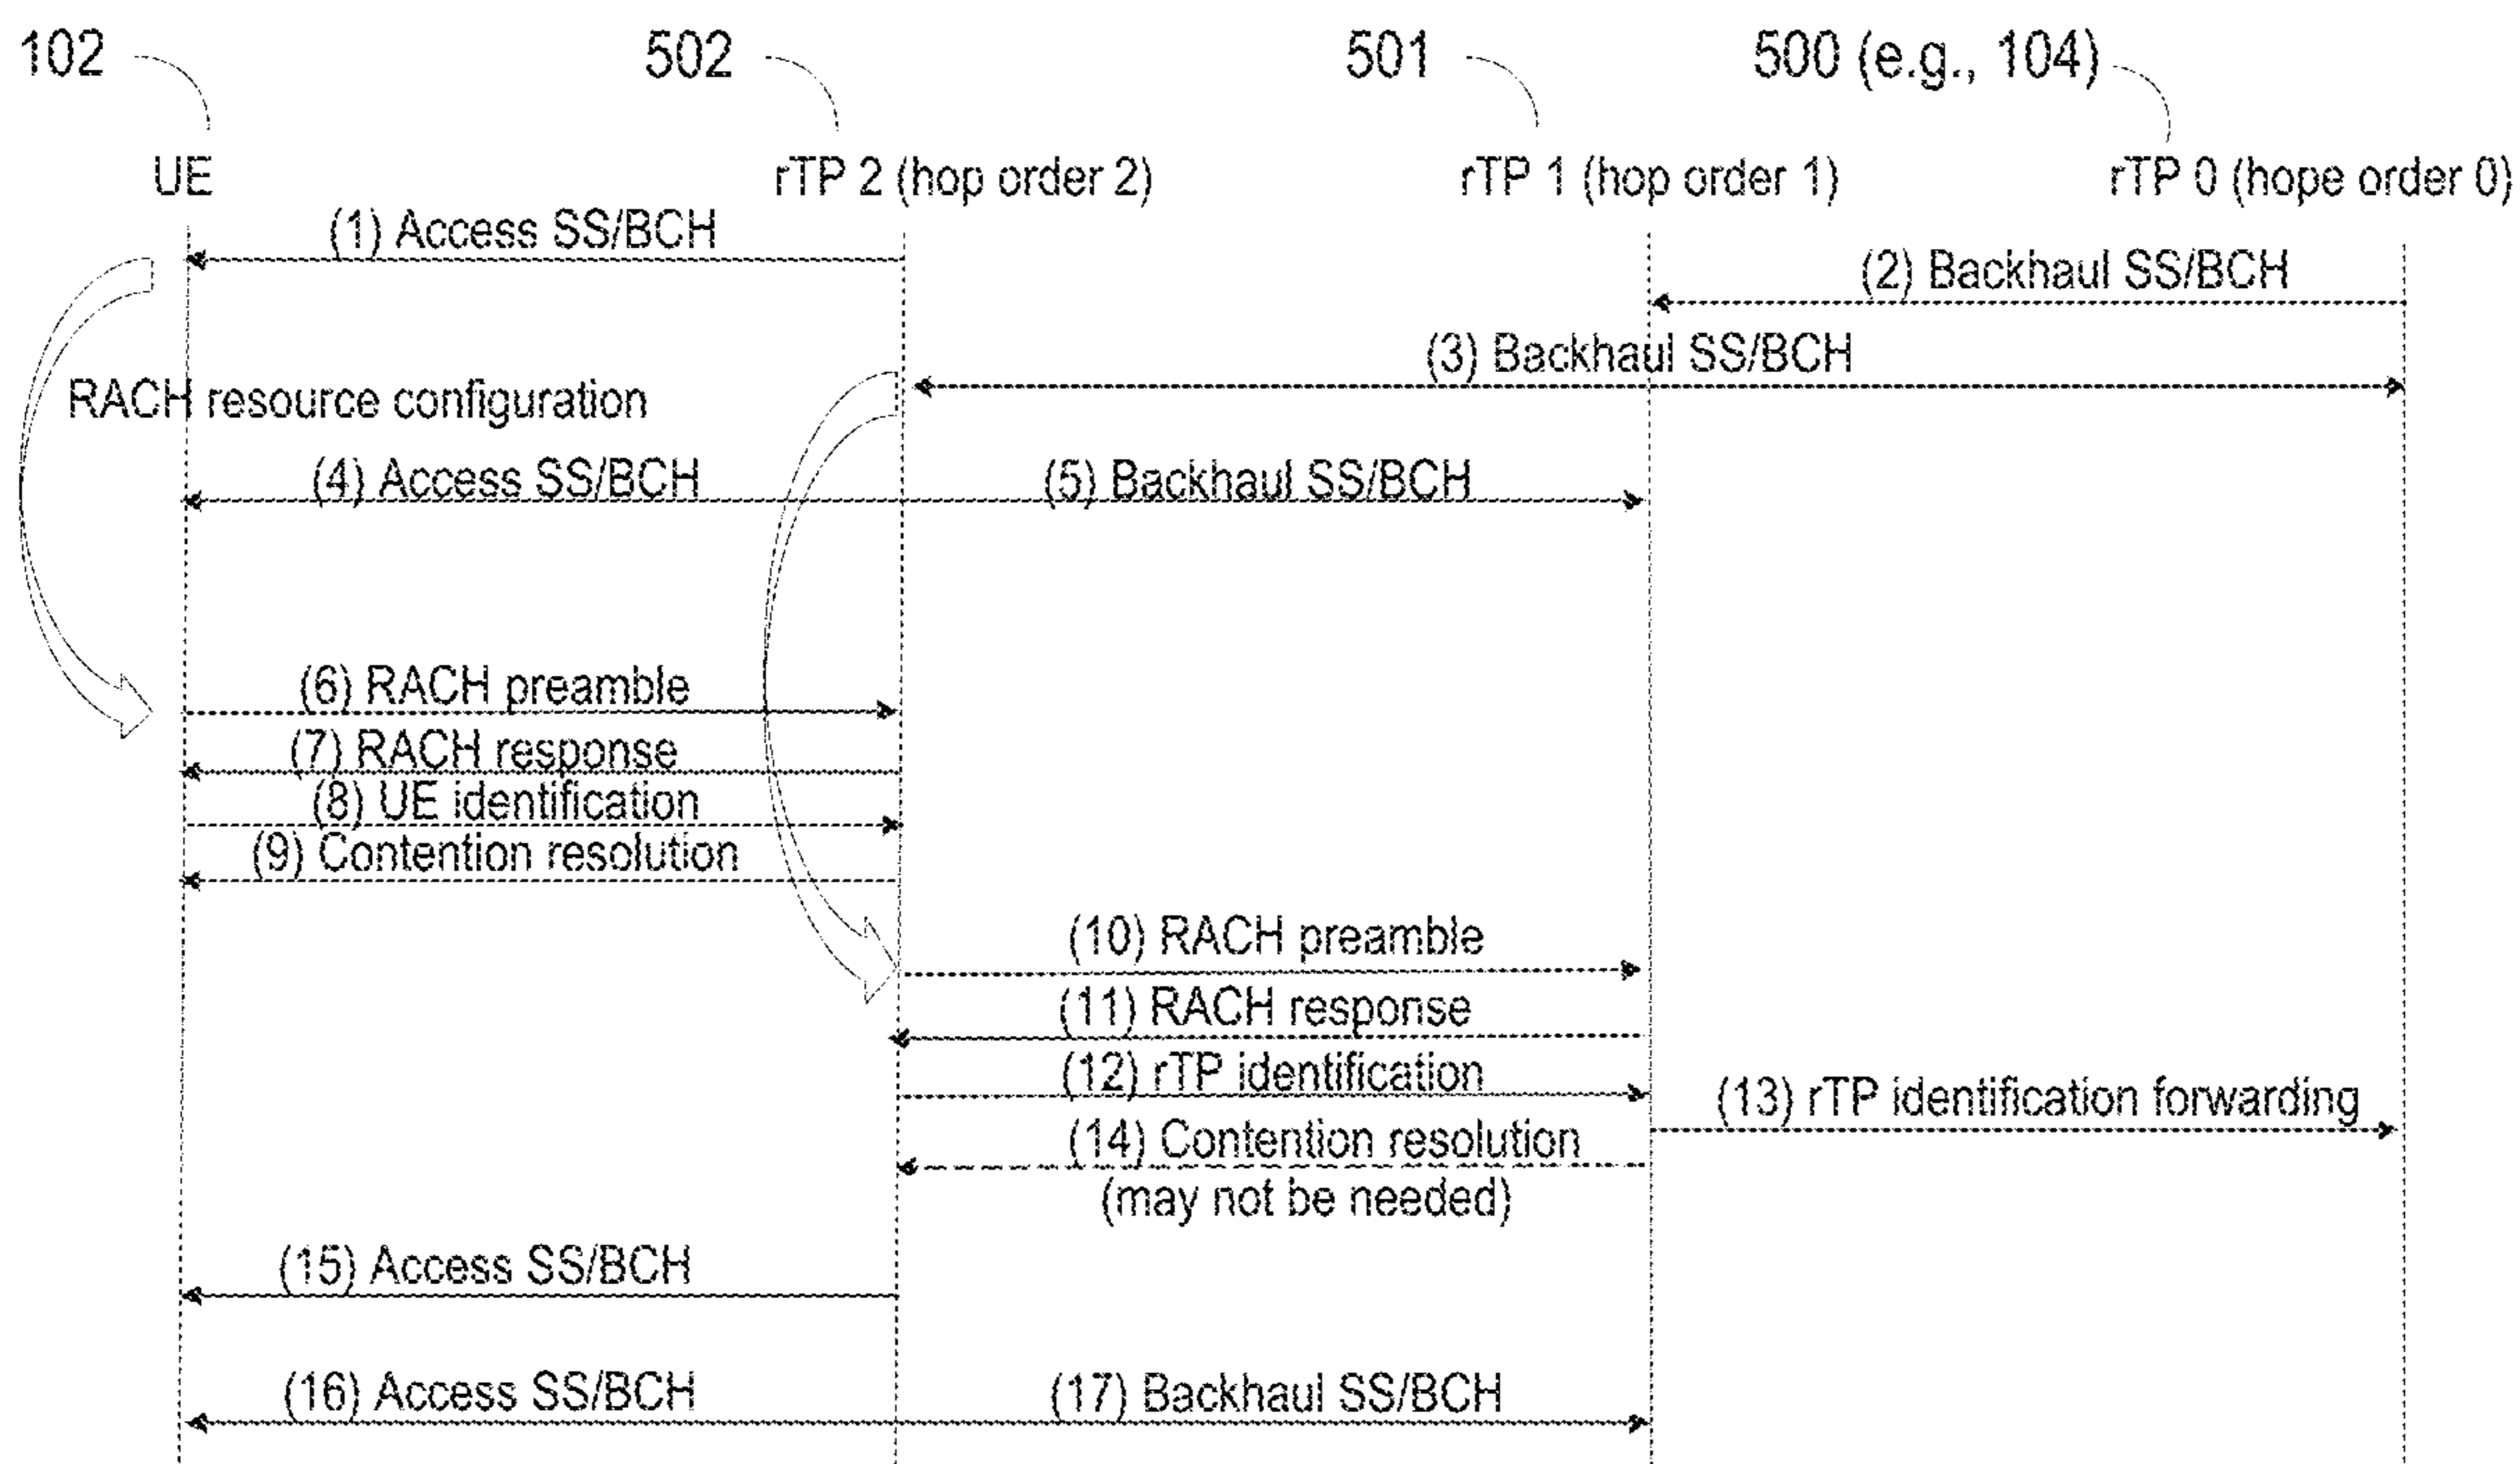 102
502
501
500 (e.g., 104)
UE
rTP 2 (hop order 2)
rTP 1 (hop order 1)
rTP 0 (hope order 0)
(1) Access SS/BCH
(2) Backhaul SS/BCH
(3) Backhaul SS/BCH
RACH resource configuration
(4) Access SS/BCH
(5) Backhaul SS/BCH
(6) RACH preamble
(7) RACH response
(8) UE identification
(9) Contention resolution
(10) RACH preamble
(11) RACH response
(12) rTP identification
(13) rTP identification forwarding
(14) Contention resolution
(may not be needed)
(15) Access SS/BCH
(16) Access SS/BCH
(17) Backhaul SS/BCH